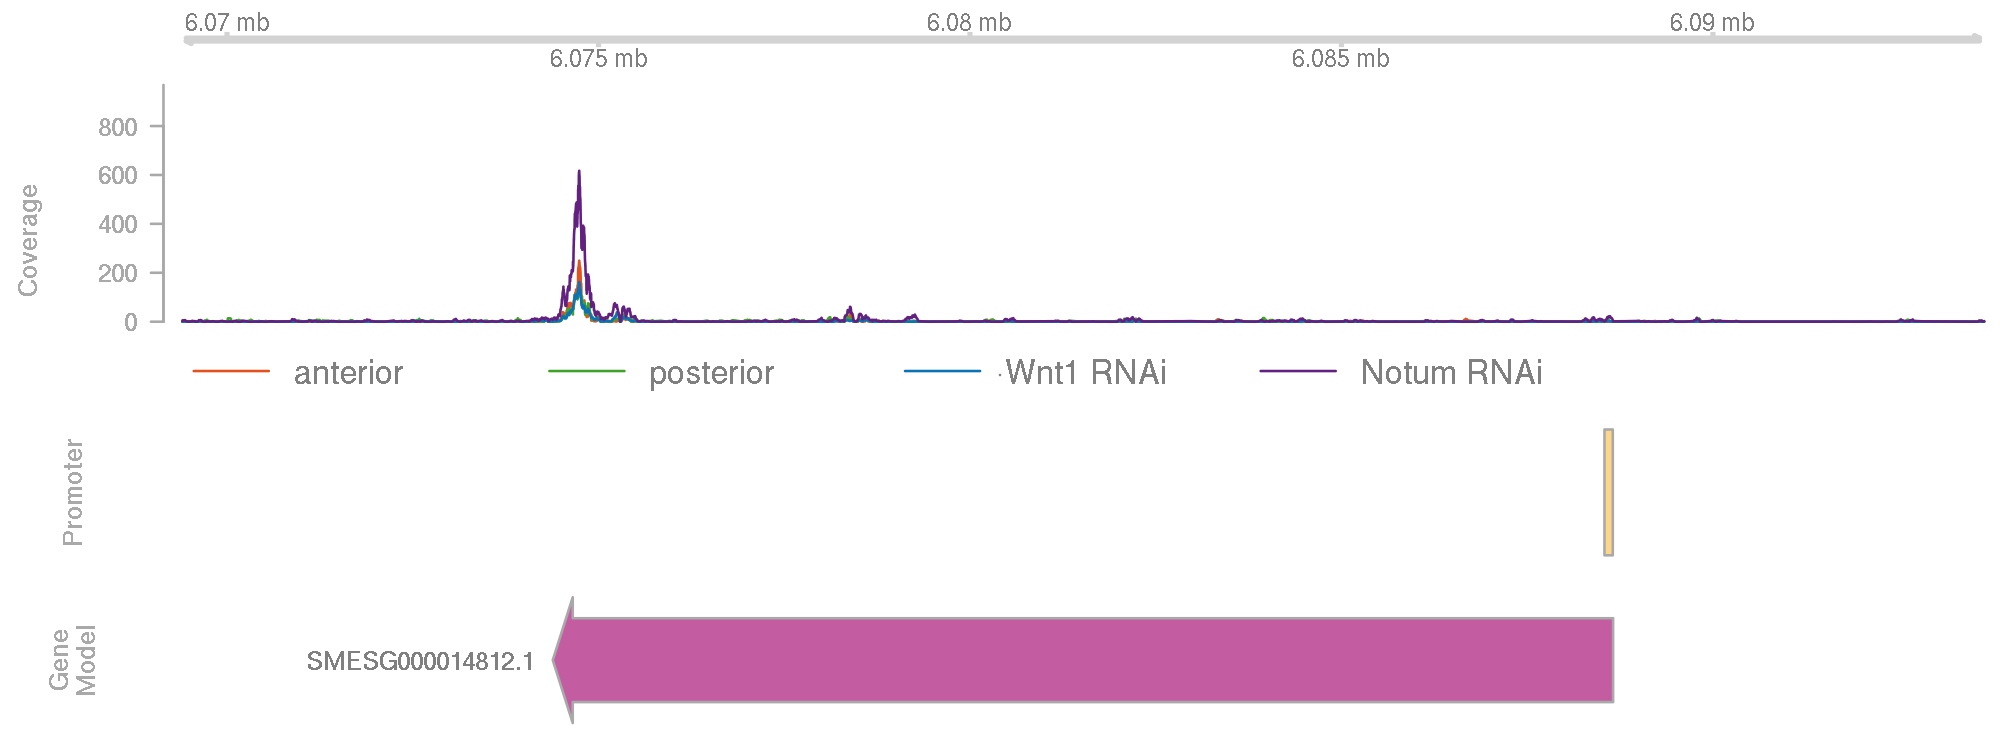 6.07 mb 6.08 mb 6.09 mb
6.075 mb 6.085 mb
Coverage
800
600
400
200
0
anterior posterior Wnt1 RNAi Notum RNAi
Promoter
Gene
Model
SMESG000014812.1